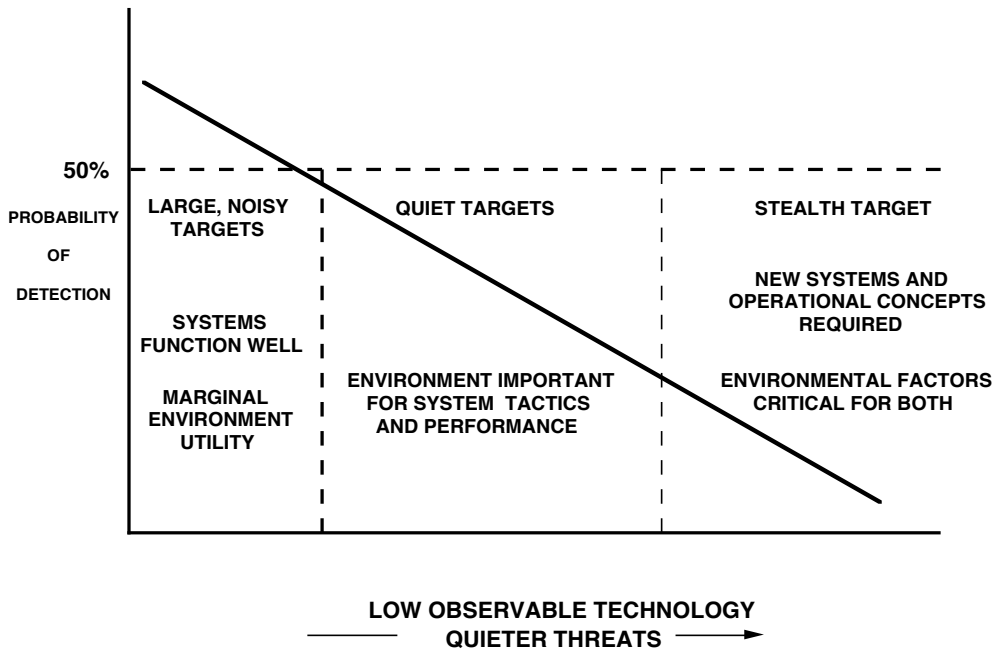 50%
PROBABILITY
OF
DETECTION
LARGE, NOISY
TARGETS
SYSTEMS
FUNCTION WELL
MARGINAL
ENVIRONMENT
UTILITY
QUIET TARGETS
ENVIRONMENT IMPORTANT
FOR SYSTEM TACTICS
AND PERFORMANCE
STEALTH TARGET
NEW SYSTEMS AND
OPERATIONAL CONCEPTS
REQUIRED
ENVIRONMENTAL FACTORS
CRITICAL FOR BOTH
LOW OBSERVABLE TECHNOLOGY
QUIETER THREATS